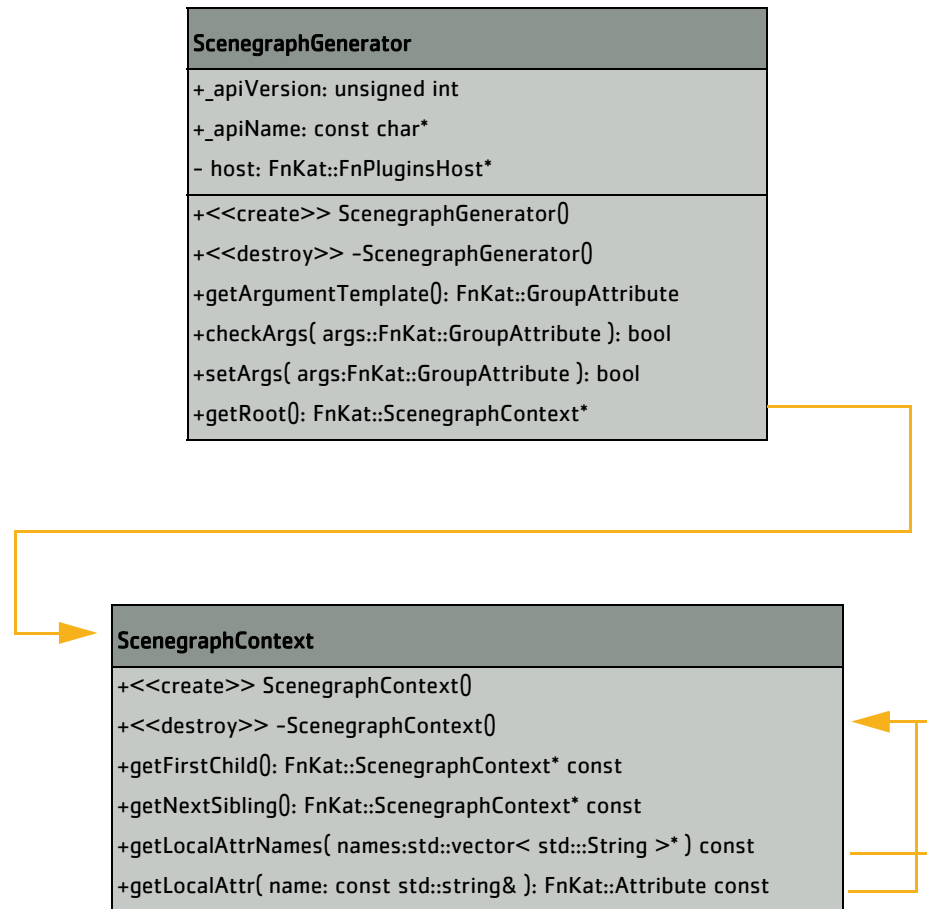 ScenegraphGenerator
+_apiVersion: unsigned int
+_apiName: const char*
- host: FnKat::FnPluginsHost*
+<<create>> ScenegraphGenerator()
+<<destroy>> -ScenegraphGenerator()
+getArgumentTemplate(): FnKat::GroupAttribute
+checkArgs( args::FnKat::GroupAttribute ): bool
+setArgs( args:FnKat::GroupAttribute ): bool
+getRoot(): FnKat::ScenegraphContext*
ScenegraphContext
+<<create>> ScenegraphContext()
+<<destroy>> -ScenegraphContext()
+getFirstChild(): FnKat::ScenegraphContext* const
+getNextSibling(): FnKat::ScenegraphContext* const
+getLocalAttrNames( names:std::vector< std:::String >* ) const
+getLocalAttr( name: const std::string& ): FnKat::Attribute const